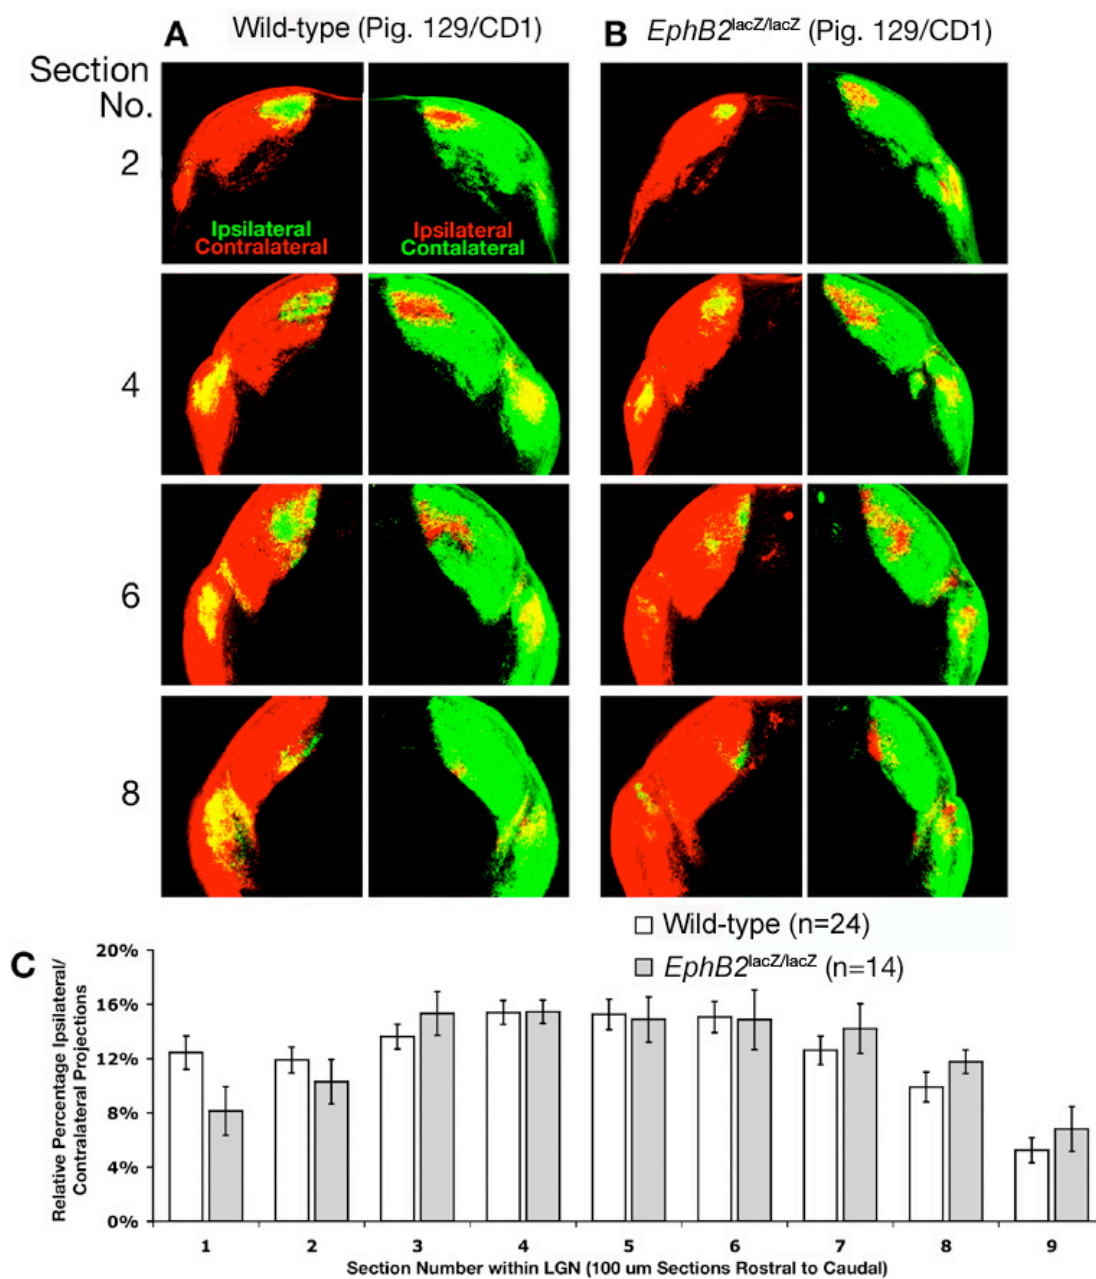 A Wild-type (Pig. 129/CD1)
B EphB2lacZ/lacZ (Pig. 129/CD1)
Section
No.
2
Ipsilateral
Contralateral
Ipsilateral
Contalateral
4
6
8
Wild-type (n=24)
EphB2lacZ/lacZ (n=14)
C
Relative Percentage Ipsilateral/
Contralateral Projections
20%
16%
12%
8%
4%
0%
1 2 3 4 5 6 7 8 9
Section Number within LGN (100 um Sections Rostral to Caudal)